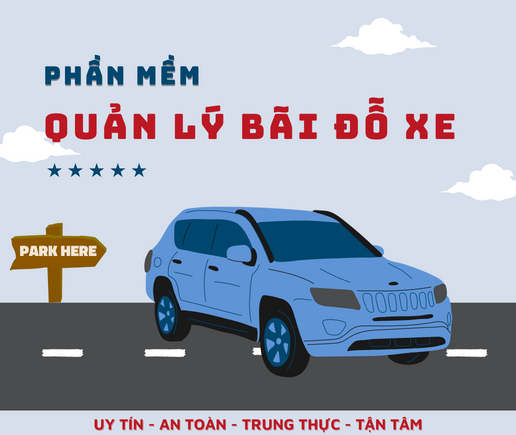 PHẦN MỀM
QUẢN LÝ BÃI ĐỖ XE
PARK HERE
UY TÍN - AN TOÀN - TRUNG THỰC - TẬN TÂM